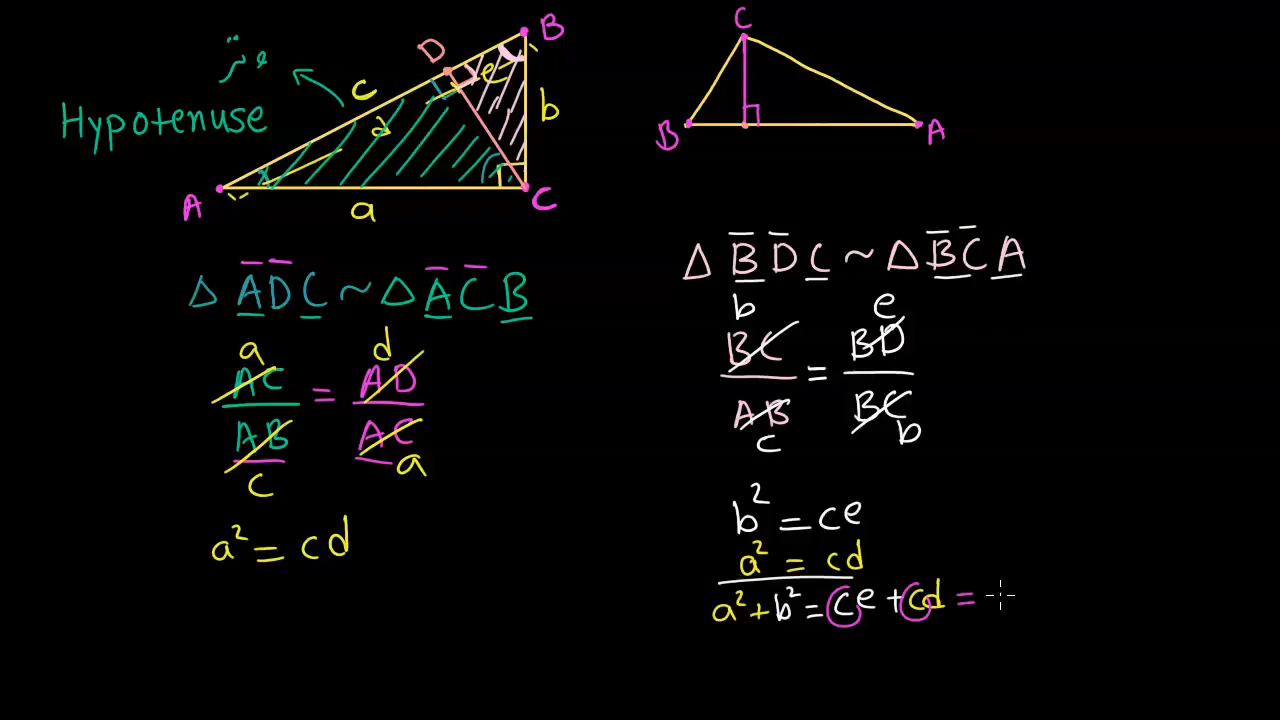 B
D
e
c
وتر
Hypotenuse
d
b
A
a
C
C
B
A
△ ADC ~ △ ACB
a d
AC/AB = AD/AC
c a
a² = cd
△ BDC ~ △ BCA
b e
BC/AB = BD/BC
c b
b² = ce
a² = cd
a² + b² = ce + cd =